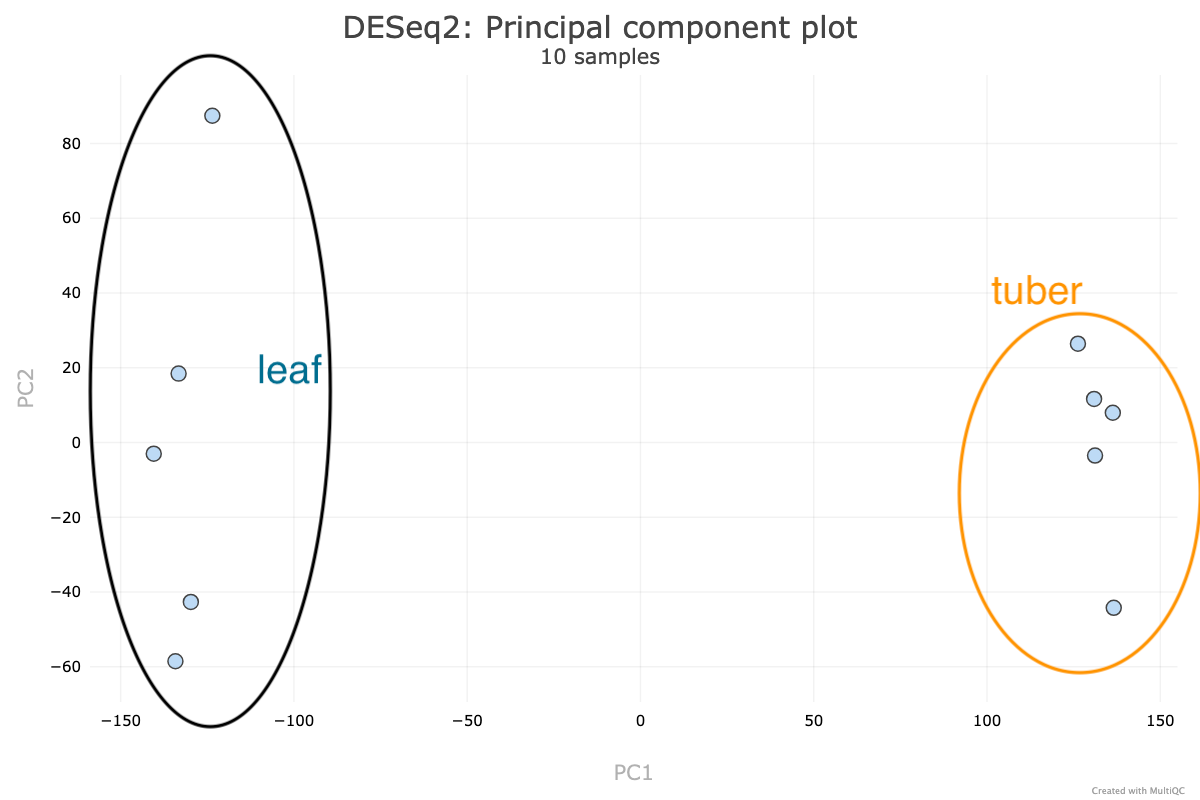 DESeq2: Principal component plot
10 samples
80
60
40
20
0
−20
−40
−60
PC2
leaf
tuber
−150
−100
−50
0
50
100
150
PC1
Created with MultiQC